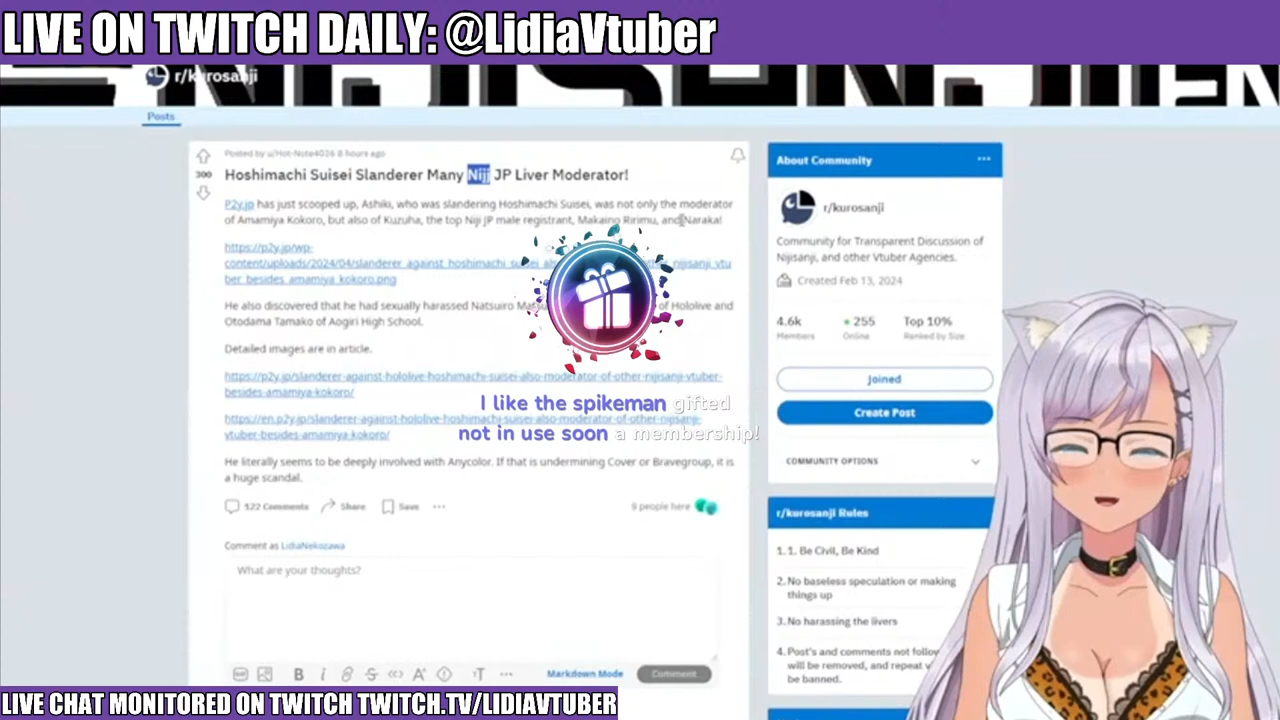 LIVE ON TWITCH DAILY: @LidiaVtuber
r/kurosanji
Posts
Posted by u/Hot-Note4026 8 hours ago
300
Hoshimachi Suisei Slanderer Many Niji JP Liver Moderator!
P2y.jp has just scooped up, Ashiki, who was slandering Hoshimachi Suisei, was not only the moderator
of Amamiya Kokoro, but also of Kuzuha, the top Niji JP male registrant, Makaino Ririmu, and Naraka!
https://p2y.jp/wp-
content/uploads/2024/04/slanderer_against_hoshimachi_suisei_al nijisanji_vtu
ber_besides_amamiya_kokoro.png
He also discovered that he had sexually harassed Natsuiro Matsu of Hololive and
Otodama Tamako of Aogiri High School.
Detailed images are in article.
https://p2y.jp/slanderer-against-hololive-hoshimachi-suisei-also-moderator-of-other-nijisanji-vtuber-
besides-amamiya-kokoro/
https://en.p2y.jp/slanderer-against-hololive-hoshimachi-suisei-also-moderator-of-other-nijisanji-
vtuber-besides-amamiya-kokoro/
He literally seems to be deeply involved with Anycolor. If that is undermining Cover or Bravegroup, it is
a huge scandal.
122 Comments Share Save 9 people here
Comment as LidiaNekozawa
What are your thoughts?
Markdown Mode Comment
I like the spikeman gifted
not in use soon a membership!
About Community
r/kurosanji
Community for Transparent Discussion of
Nijisanji, and other Vtuber Agencies.
Created Feb 13, 2024
4.6k 255 Top 10%
Members Online Ranked by Size
Joined
Create Post
COMMUNITY OPTIONS
r/kurosanji Rules
1. 1. Be Civil, Be Kind
2. No baseless speculation or making
things up
3. No harassing the livers
4. Post's and comments not follow
will be removed, and repeat
be banned.
LIVE CHAT MONITORED ON TWITCH TWITCH.TV/LIDIAVTUBER